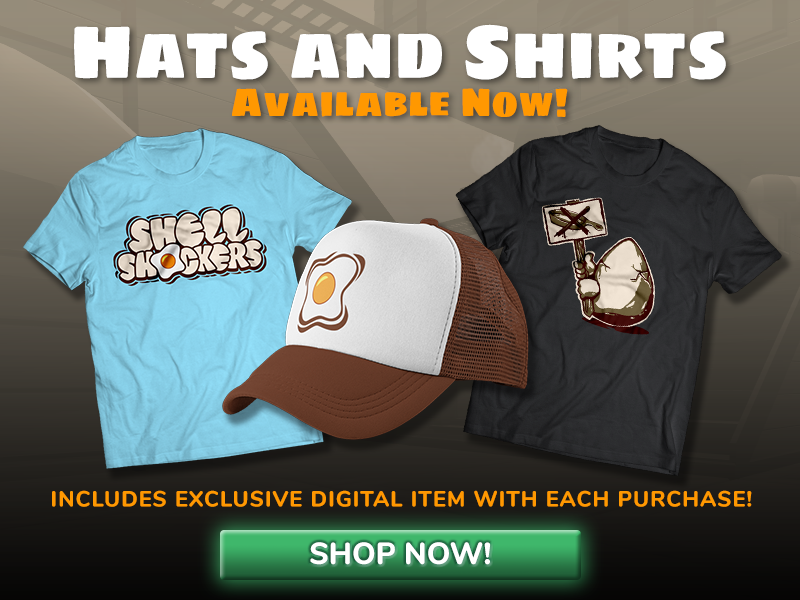 HATS AND SHIRTS
AVAILABLE NOW!
SHELL
SHOCKERS
INCLUDES EXCLUSIVE DIGITAL ITEM WITH EACH PURCHASE!
SHOP NOW!